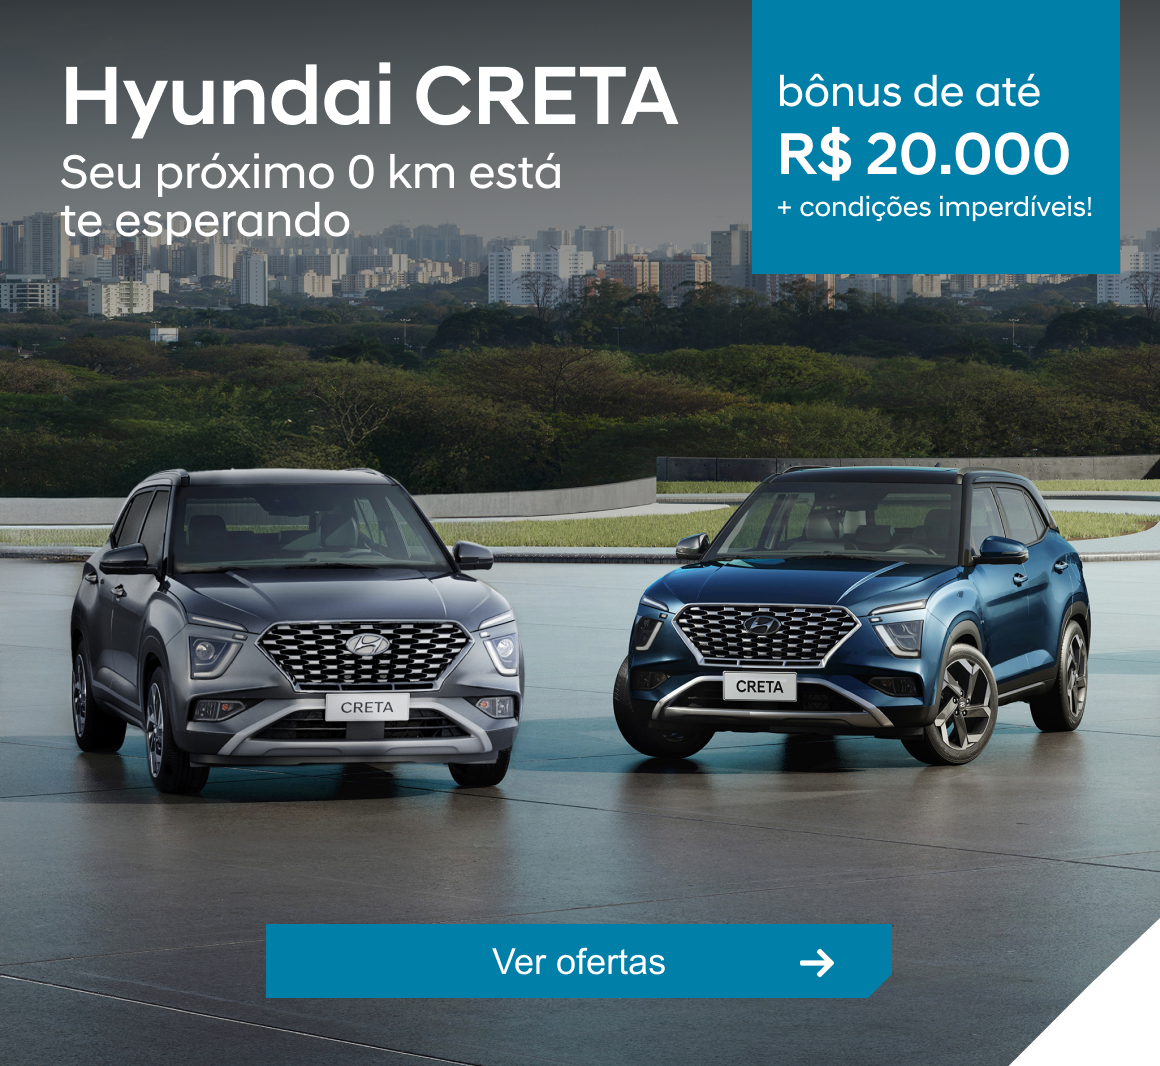 Hyundai CRETA
Seu próximo 0 km está
te esperando
bônus de até
R$ 20.000
+ condições imperdíveis!
CRETA
CRETA
Ver ofertas